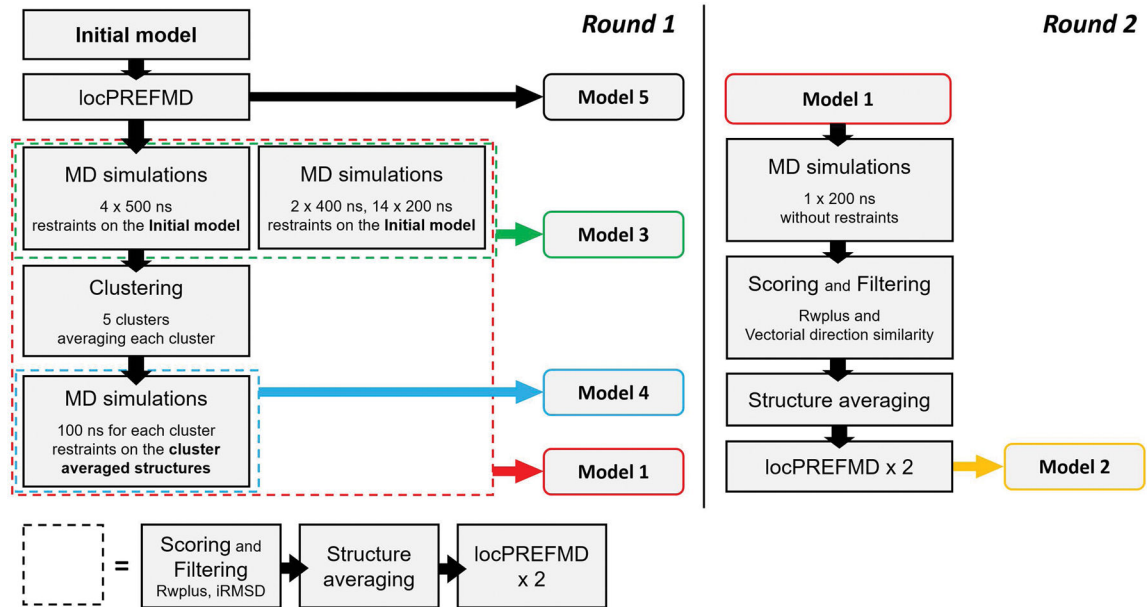 Round 1
Initial model
locPREFMD
Model 5
MD simulations
4 x 500 ns
restraints on the Initial model
MD simulations
2 x 400 ns, 14 x 200 ns
restraints on the Initial model
Model 3
Clustering
5 clusters
averaging each cluster
MD simulations
100 ns for each cluster
restraints on the cluster
averaged structures
Model 4
Model 1
=
Scoring and
Filtering
Rwplus, iRMSD
Structure
averaging
locPREFMD
x 2
Round 2
Model 1
MD simulations
1 x 200 ns
without restraints
Scoring and Filtering
Rwplus and
Vectorial direction similarity
Structure averaging
locPREFMD x 2
Model 2